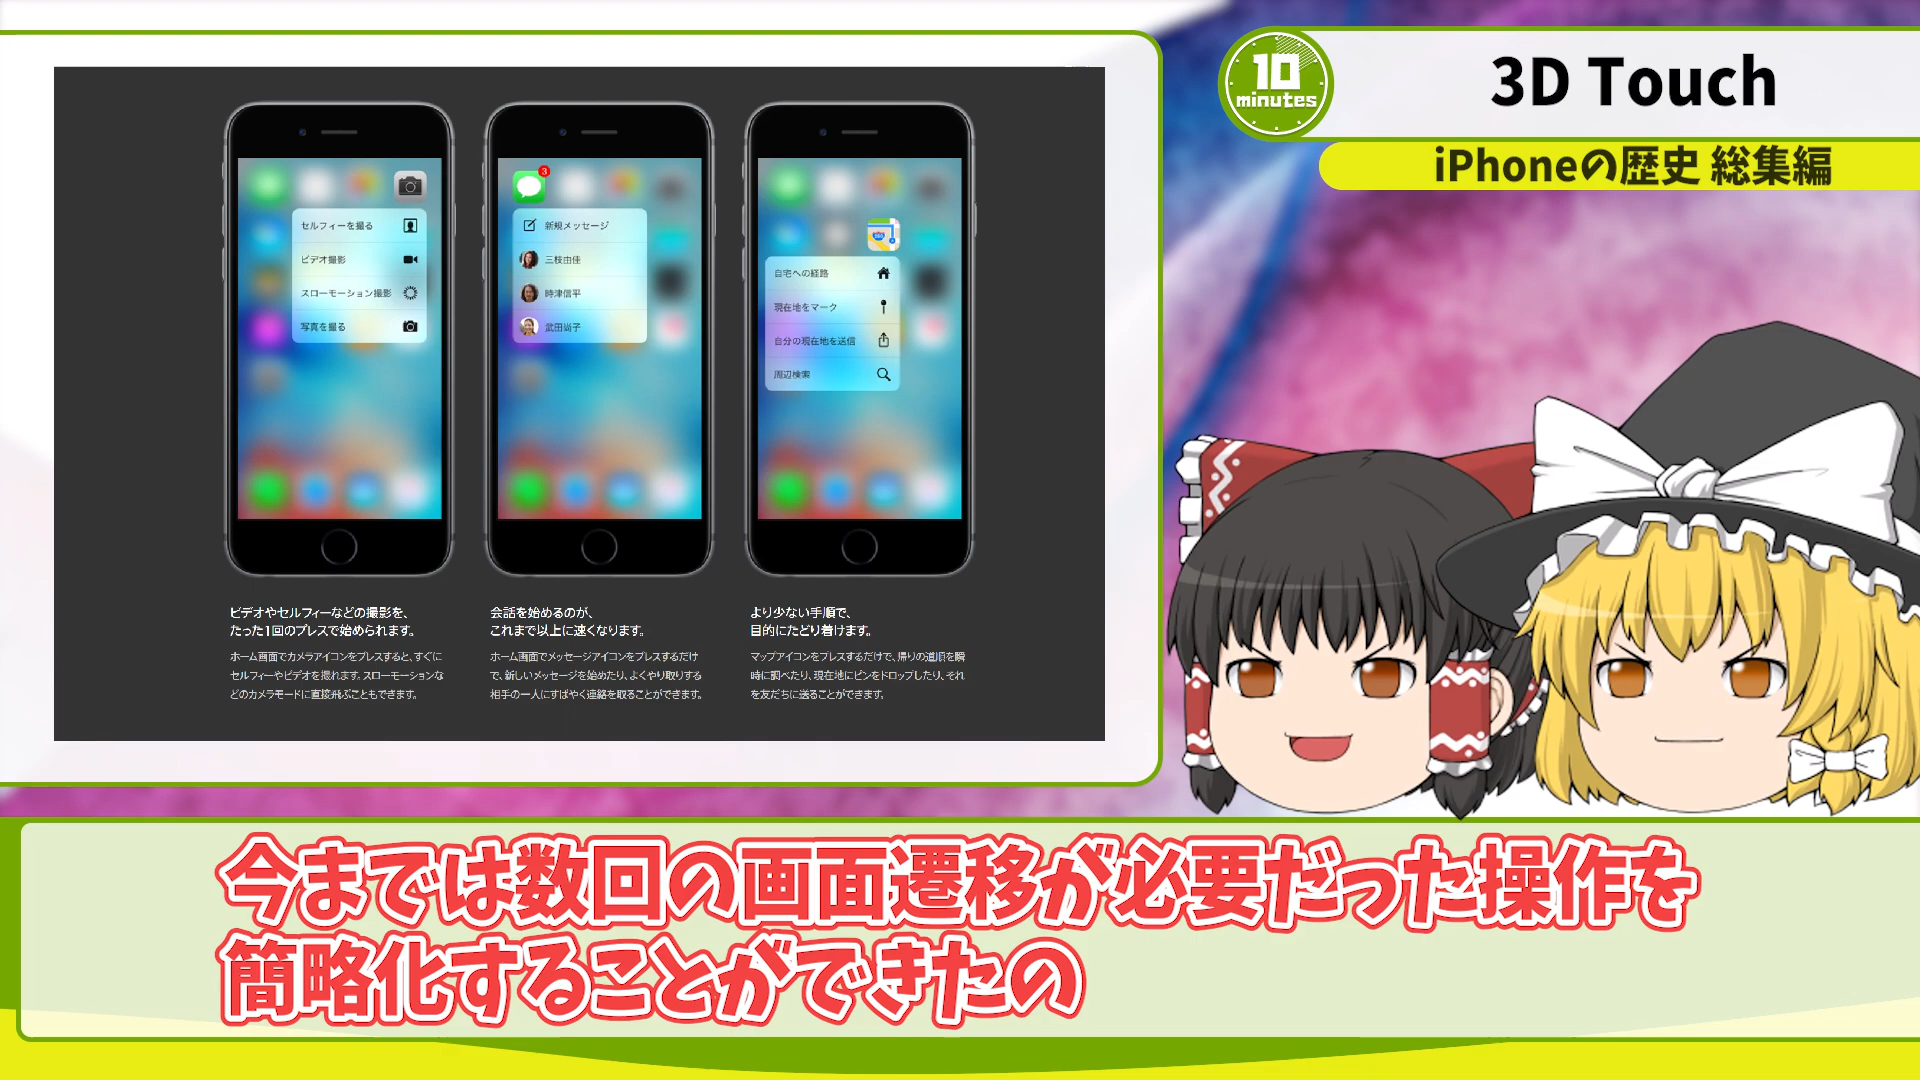 10
minutes
3D Touch
iPhoneの歴史 総集編
セルフィーを撮る
ビデオ撮影
スローモーション撮影
写真を撮る
3
新規メッセージ
三枝由佳
時津信平
武田尚子
自宅への経路
現在地をマーク
自分の現在地を送信
周辺検索
ビデオやセルフィーなどの撮影を、
たった1回のプレスで始められます。
ホーム画面でカメラアイコンをプレスすると、すぐに
セルフィーやビデオを撮れます。スローモーションな
どのカメラモードに直接飛ぶこともできます。
会話を始めるのが、
これまで以上に速くなります。
ホーム画面でメッセージアイコンをプレスするだけ
で、新しいメッセージを始めたり、よくやり取りする
相手の一人にすばやく連絡を取ることができます。
より少ない手順で、
目的にたどり着けます。
マップアイコンをプレスするだけで、帰りの道順を瞬
時に調べたり、現在地にピンをドロップしたり、それ
を友だちに送ることができます。
今までは数回の画面遷移が必要だった操作を
簡略化することができたの